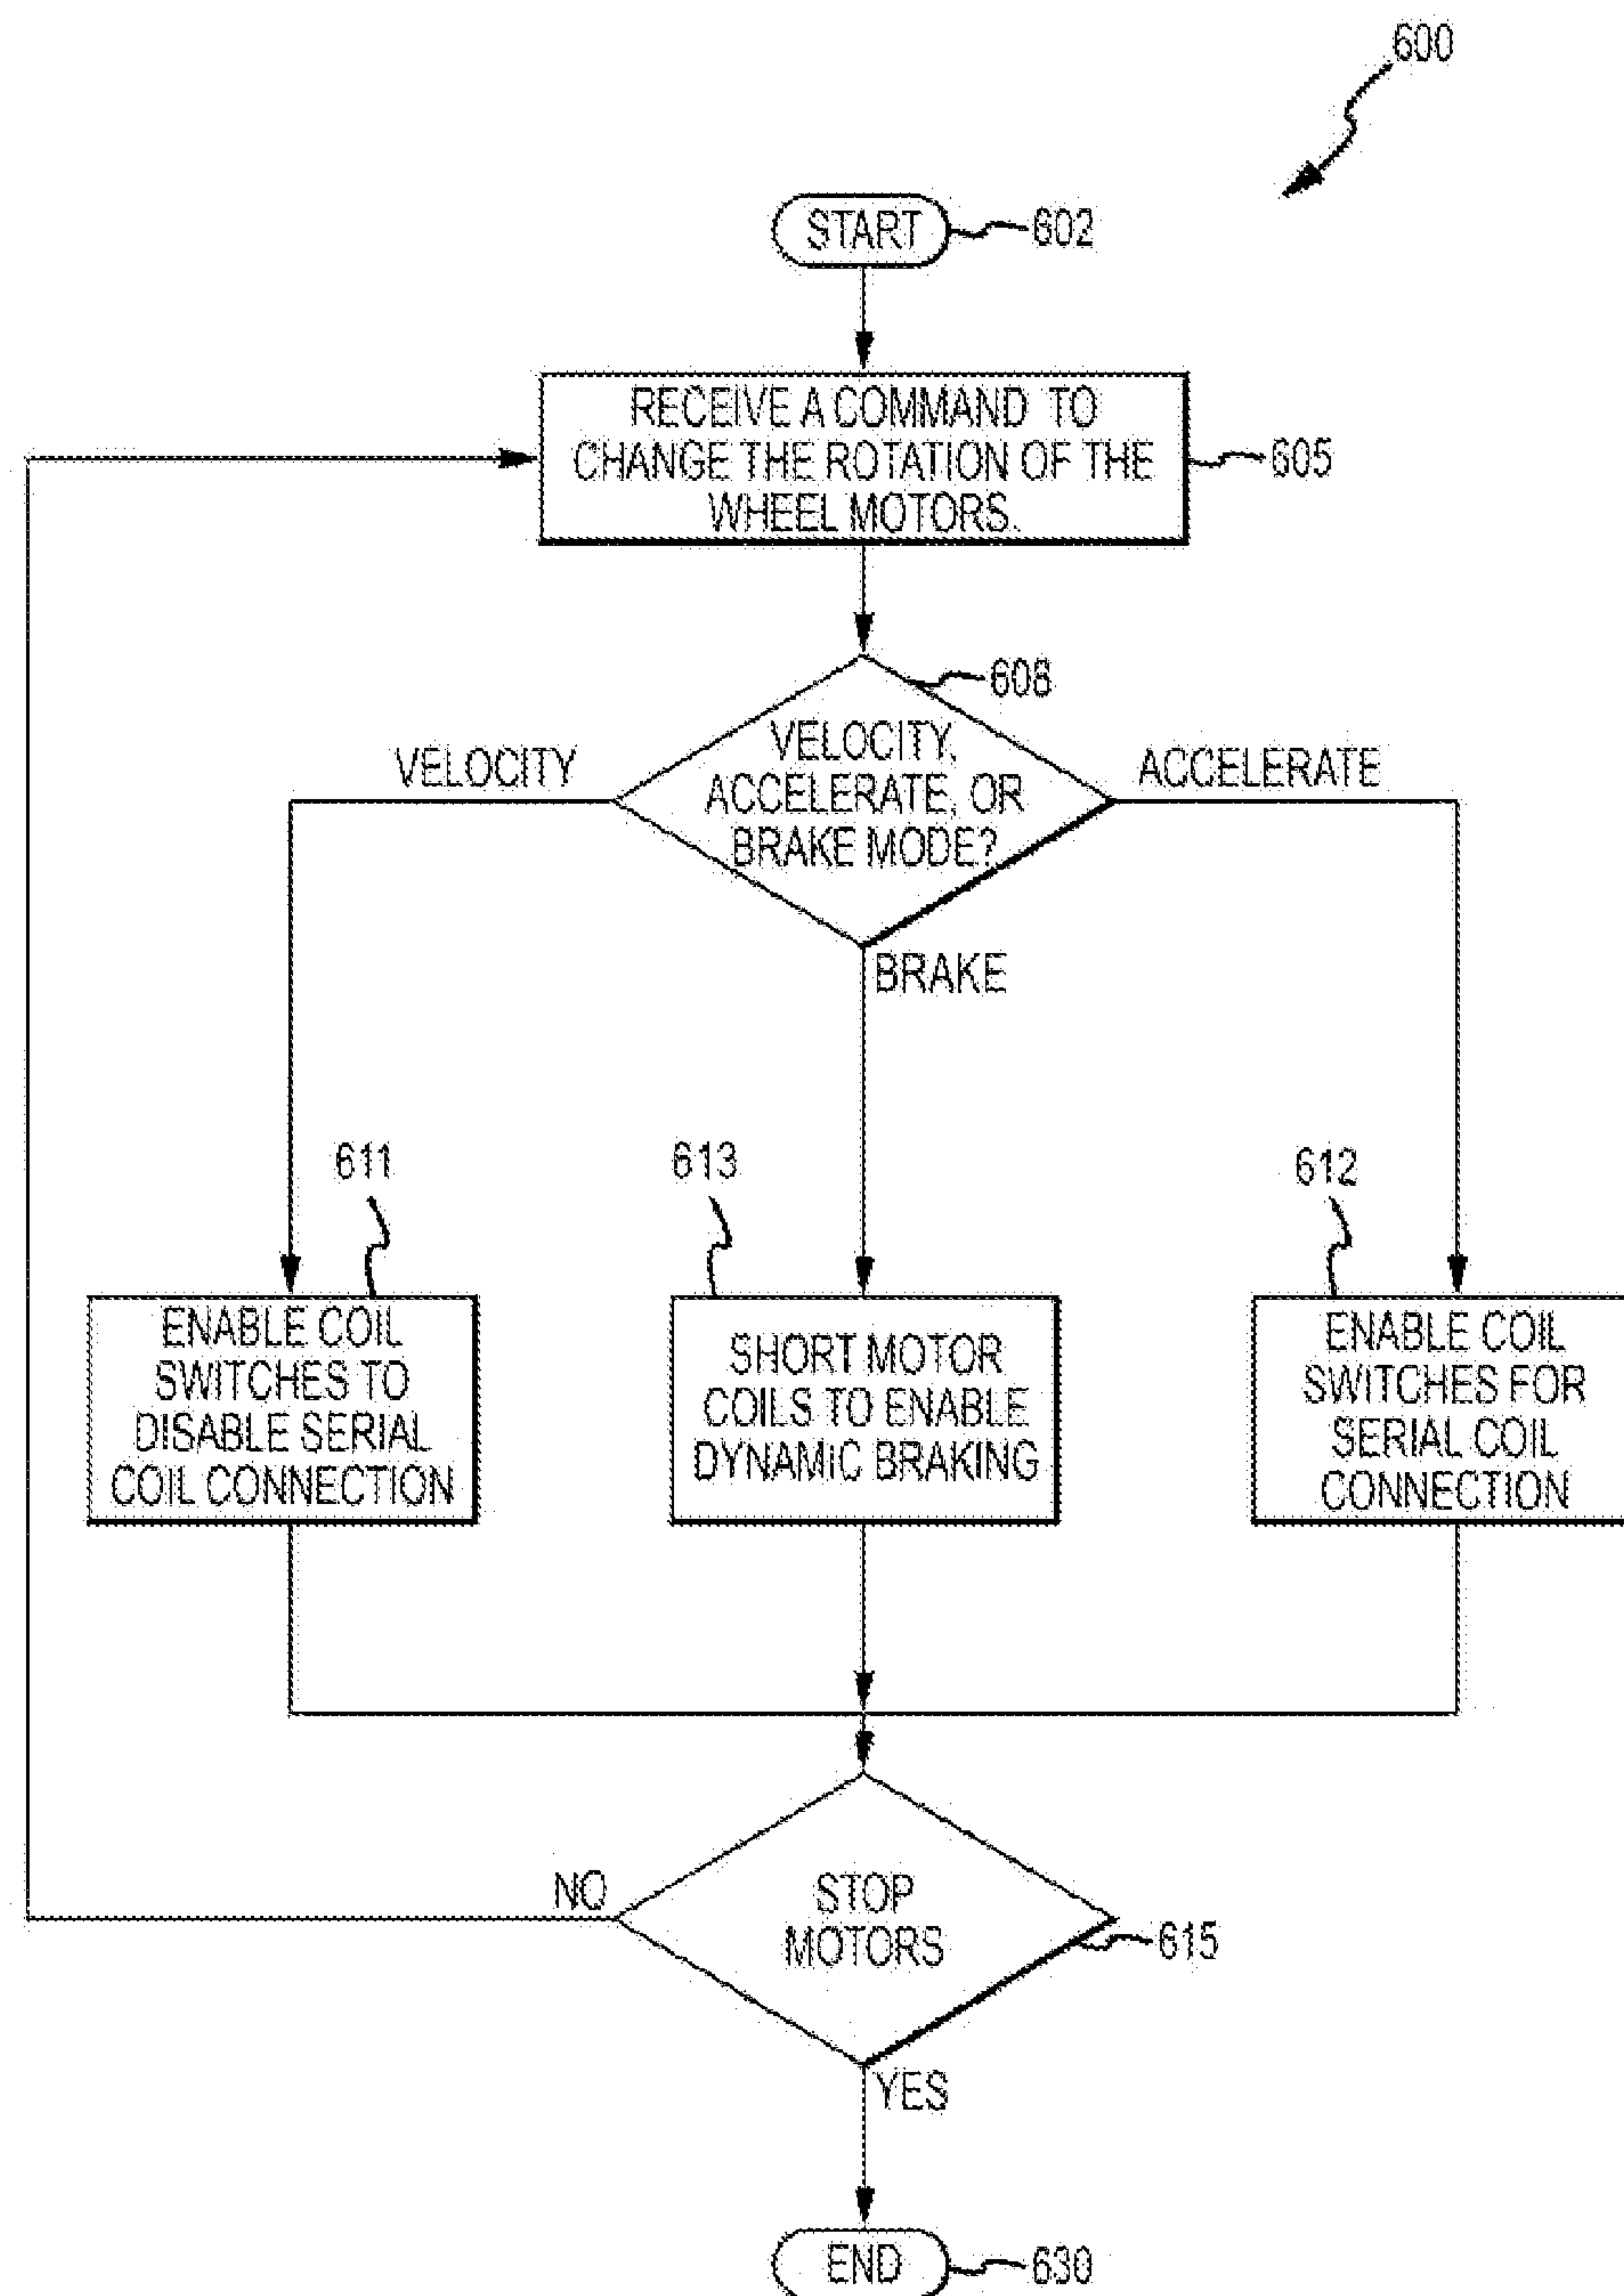 600
START
602
RECEIVE A COMMAND TO
CHANGE THE ROTATION OF THE
WHEEL MOTORS.
605
608
VELOCITY,
ACCELERATE, OR
BRAKE MODE?
VELOCITY
ACCELERATE
BRAKE
611
613
612
ENABLE COIL
SWITCHES TO
DISABLE SERIAL
COIL CONNECTION
SHORT MOTOR
COILS TO ENABLE
DYNAMIC BRAKING
ENABLE COIL
SWITCHES FOR
SERIAL COIL
CONNECTION
NO
STOP
MOTORS
615
YES
END
630